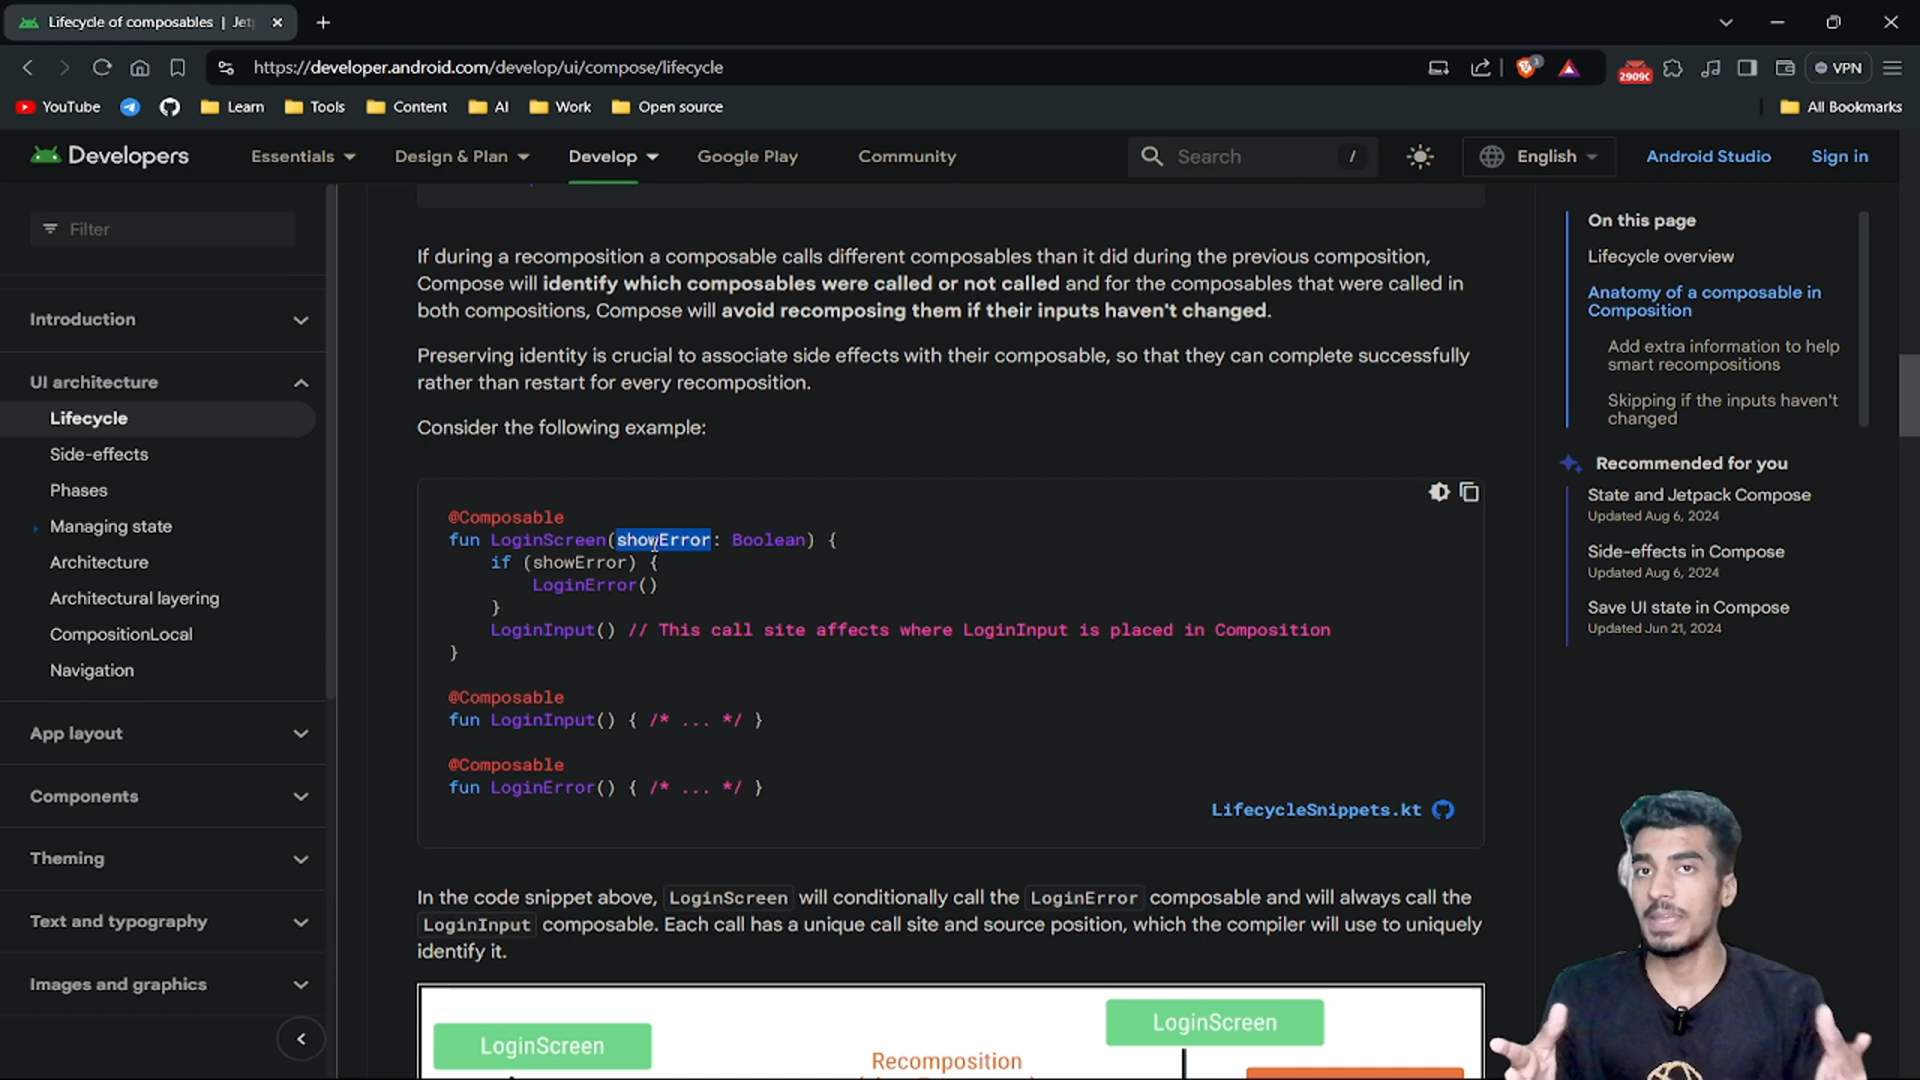 Lifecycle of composables | Jetp
https://developer.android.com/develop/ui/compose/lifecycle
2909C
VPN
YouTube
Learn
Tools
Content
AI
Work
Open source
All Bookmarks
Developers
Essentials
Design & Plan
Develop
Google Play
Community
Search
/
English
Android Studio
Sign in
Filter
Introduction
UI architecture
Lifecycle
Side-effects
Phases
Managing state
Architecture
Architectural layering
CompositionLocal
Navigation
App layout
Components
Theming
Text and typography
Images and graphics
If during a recomposition a composable calls different composables than it did during the previous composition,
Compose will identify which composables were called or not called and for the composables that were called in
both compositions, Compose will avoid recomposing them if their inputs haven't changed.
Preserving identity is crucial to associate side effects with their composable, so that they can complete successfully
rather than restart for every recomposition.
Consider the following example:
@Composable
fun LoginScreen(showError: Boolean) {
if (showError) {
LoginError()
}
LoginInput() // This call site affects where LoginInput is placed in Composition
}
@Composable
fun LoginInput() { /* ... */ }
@Composable
fun LoginError() { /* ... */ }
LifecycleSnippets.kt
In the code snippet above, LoginScreen will conditionally call the LoginError composable and will always call the
LoginInput composable. Each call has a unique call site and source position, which the compiler will use to uniquely
identify it.
LoginScreen
Recomposition
LoginScreen
On this page
Lifecycle overview
Anatomy of a composable in
Composition
Add extra information to help
smart recompositions
Skipping if the inputs haven't
changed
Recommended for you
State and Jetpack Compose
Updated Aug 6, 2024
Side-effects in Compose
Updated Aug 6, 2024
Save UI state in Compose
Updated Jun 21, 2024